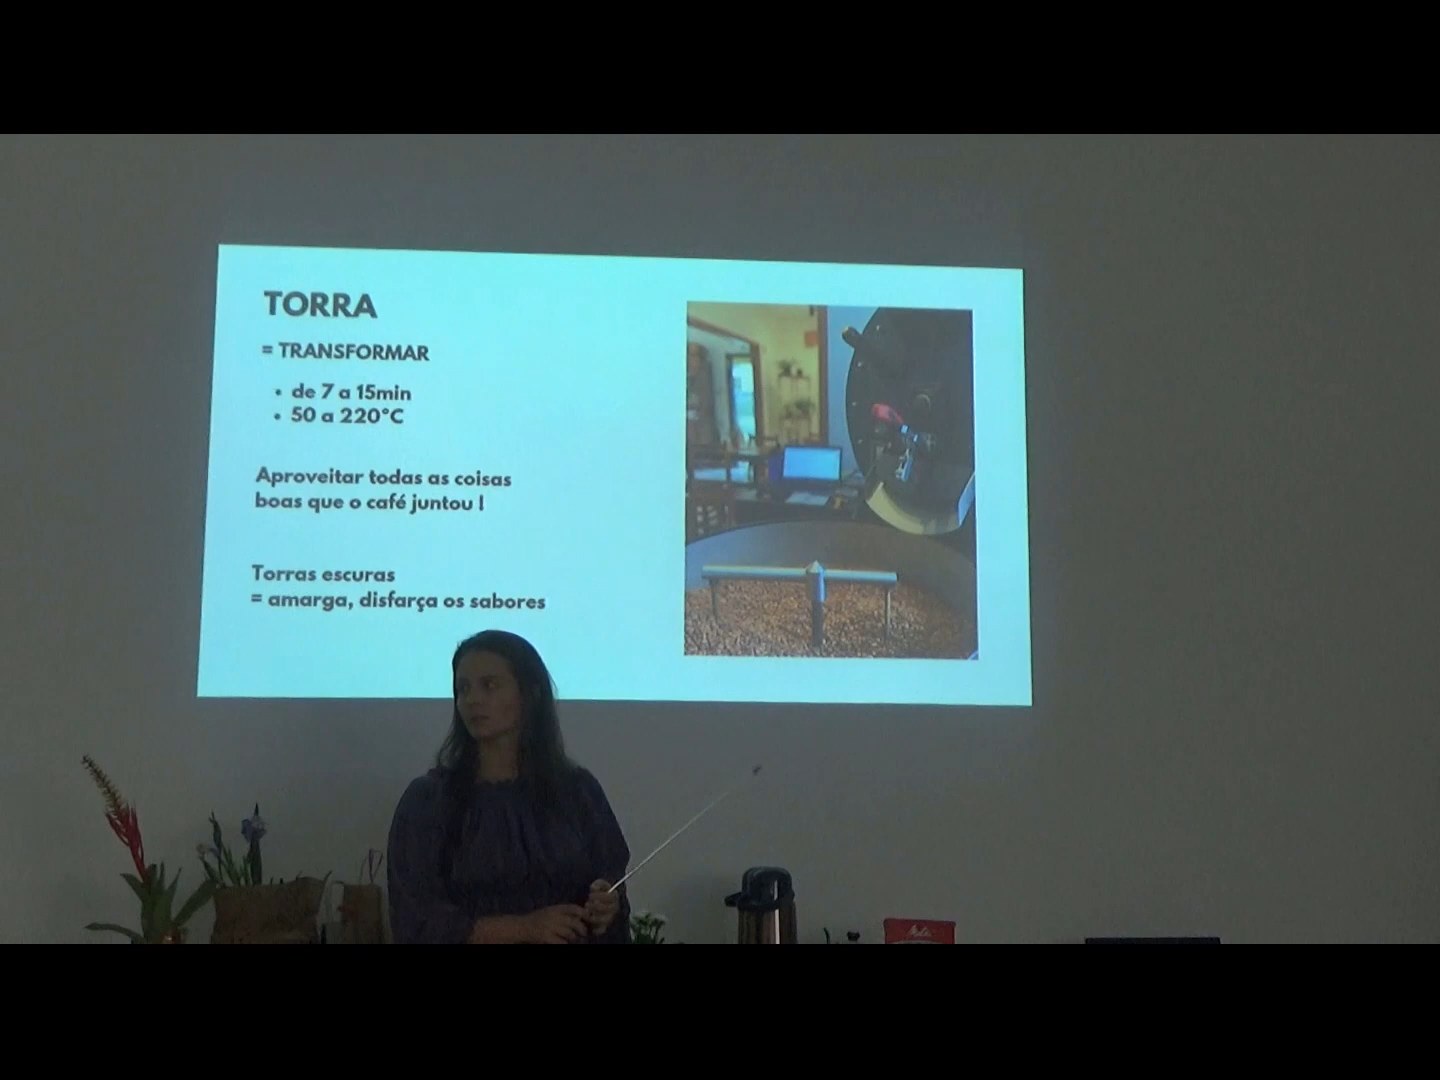 TORRA
= TRANSFORMAR
• de 7 a 15min
• 50 a 220°C
Aproveitar todas as coisas
boas que o café juntou !
Torras escuras
= amarga, disfarça os sabores
Melitta